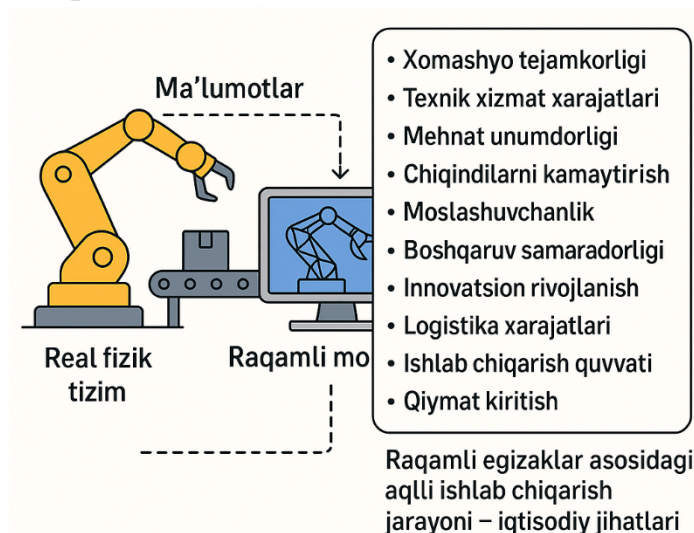 Ma’lumotlar
Real fizik
tizim
Raqamli mo
• Xomashyo tejamkorligi
• Texnik xizmat xarajatlari
• Mehnat unumdorligi
• Chiqindilarni kamaytirish
• Moslashuvchanlik
• Boshqaruv samaradorligi
• Innovatsion rivojlanish
• Logistika xarajatlari
• Ishlab chiqarish quvvati
• Qiymat kiritish
Raqamli egizaklar asosidagi
aqlli ishlab chiqarish
jarayoni – iqtisodiy jihatlari